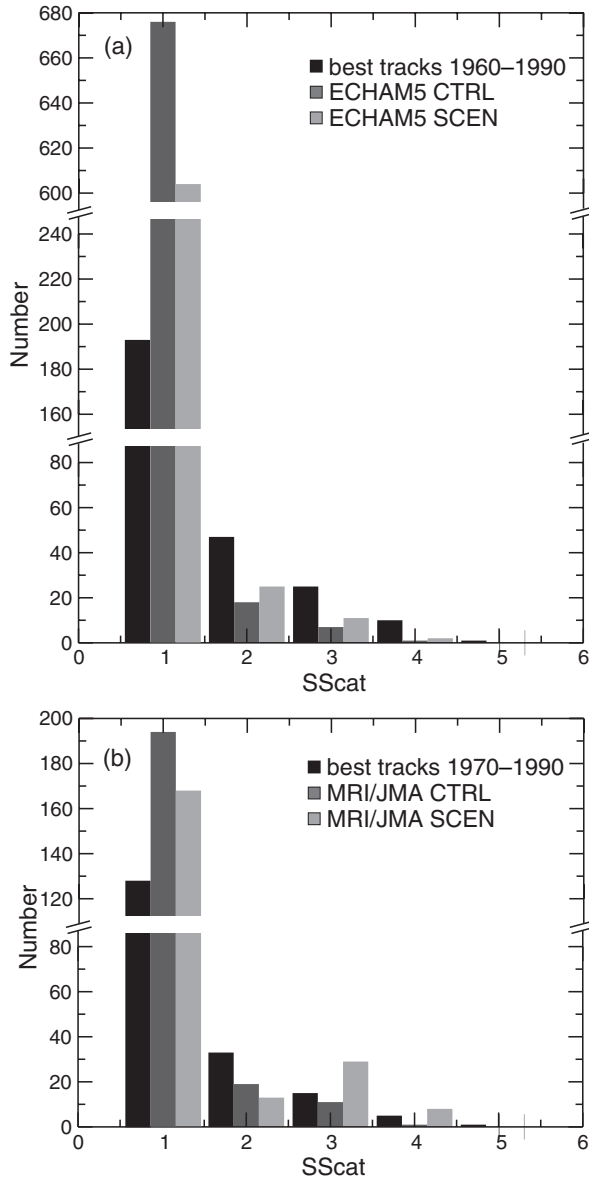 680
(a)
best tracks 1960–1990
660
ECHAM5 CTRL
640
ECHAM5 SCEN
620
600
240
220
Number
200
180
160
80
60
40
20
0
0 1 2 3 4 5 6
SScat
200
(b)
best tracks 1970–1990
180
MRI/JMA CTRL
160
MRI/JMA SCEN
140
120
Number
80
60
40
20
0
0 1 2 3 4 5 6
SScat